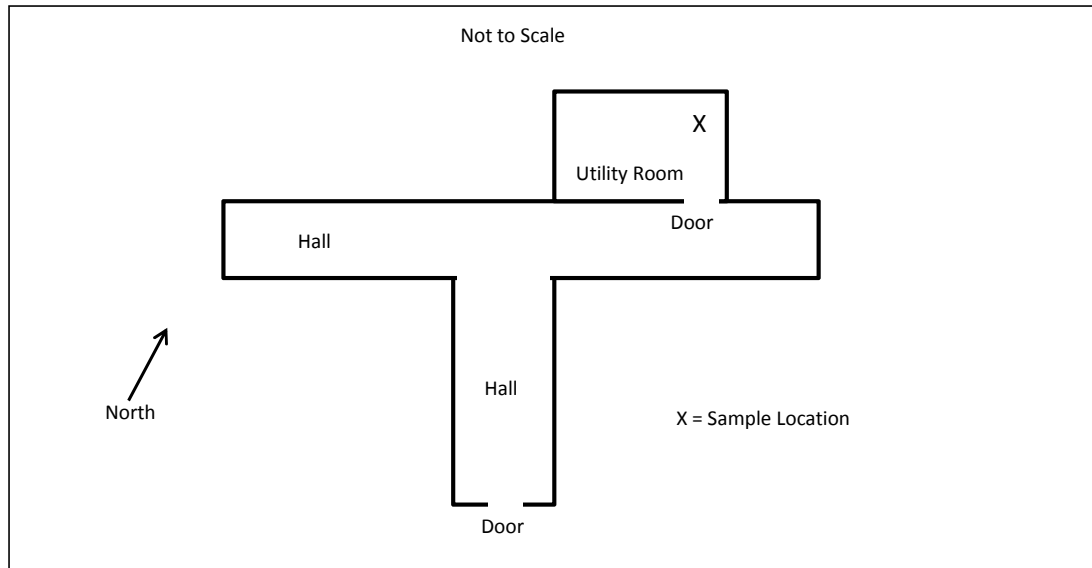 Not to Scale
X
Utility Room
Door
Hall
North
Hall
X = Sample Location
Door